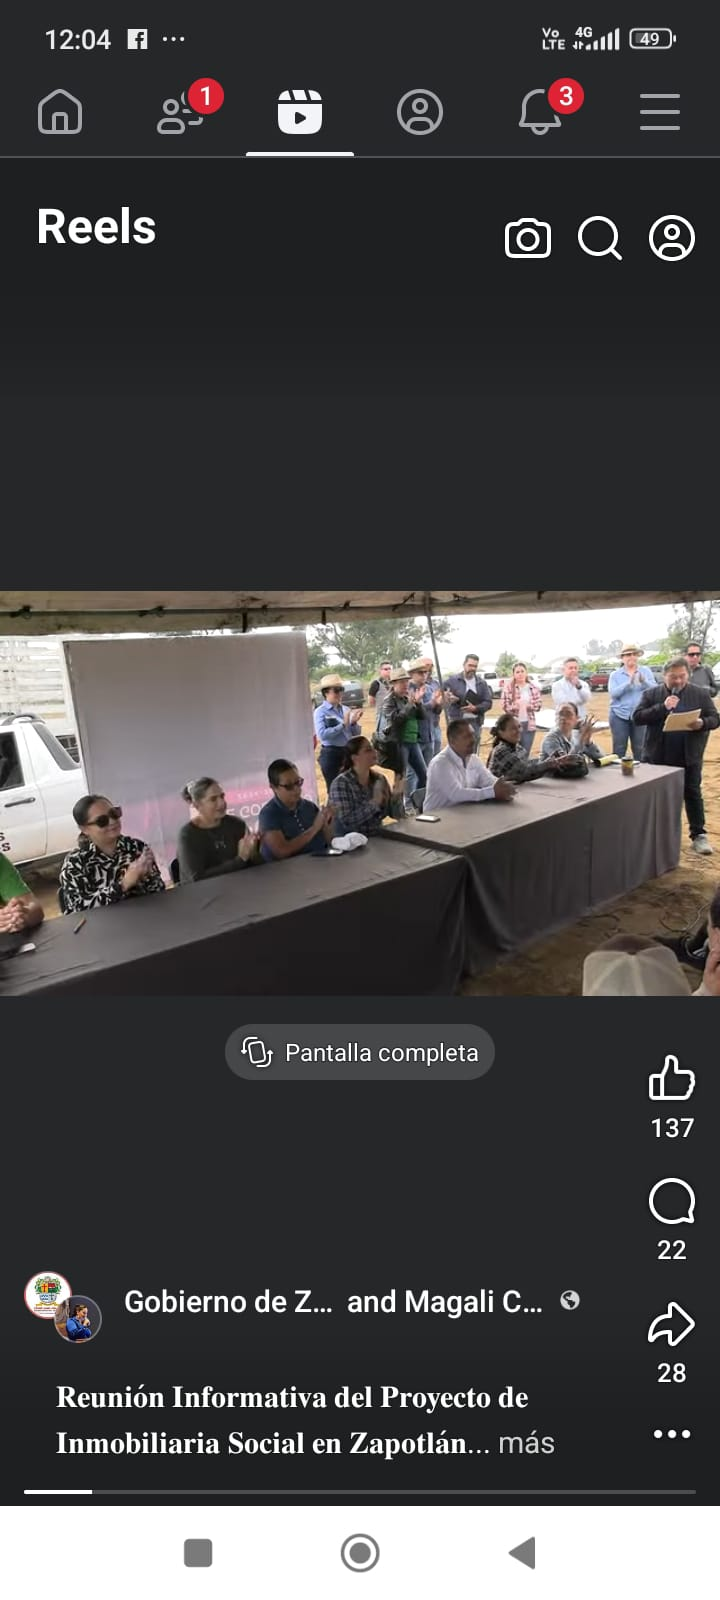 12:04
Vo LTE 4G 49
1
3
Reels
Pantalla completa
137
22
Gobierno de Z... and Magali C...
28
𝐑𝐞𝐮𝐧𝐢ó𝐧 𝐈𝐧𝐟𝐨𝐫𝐦𝐚𝐭𝐢𝐯𝐚 𝐝𝐞𝐥 𝐏𝐫𝐨𝐲𝐞𝐜𝐭𝐨 𝐝𝐞
𝐈𝐧𝐦𝐨𝐛𝐢𝐥𝐢𝐚𝐫𝐢𝐚 𝐒𝐨𝐜𝐢𝐚𝐥 𝐞𝐧 𝐙𝐚𝐩𝐨𝐭𝐥á𝐧... más